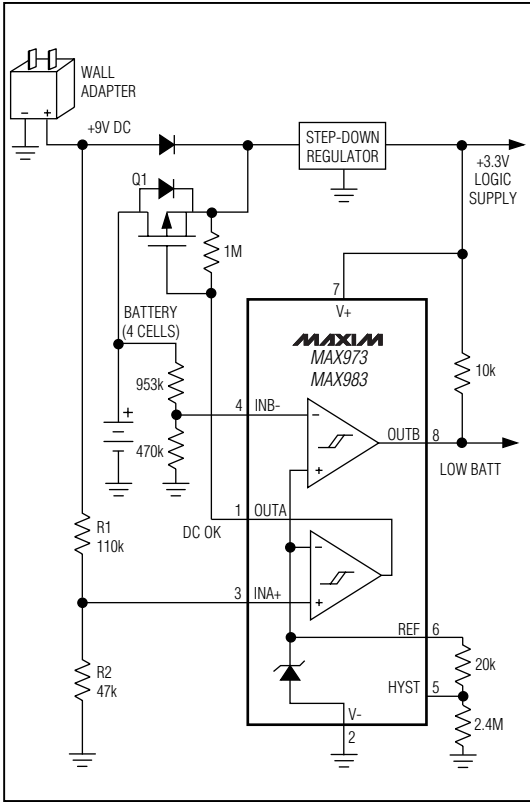 WALL
ADAPTER
− +
+9V DC
STEP-DOWN
REGULATOR
+3.3V
LOGIC
SUPPLY
Q1
1M
7
V+
BATTERY
(4 CELLS)
MAXIM
MAX973
MAX983
10k
953k
4 INB-
−
OUTB 8
+
470k
+
LOW BATT
1 OUTA
DC OK
R1
110k
−
3 INA+
+
REF 6
R2
47k
20k
HYST 5
V-
2.4M
2